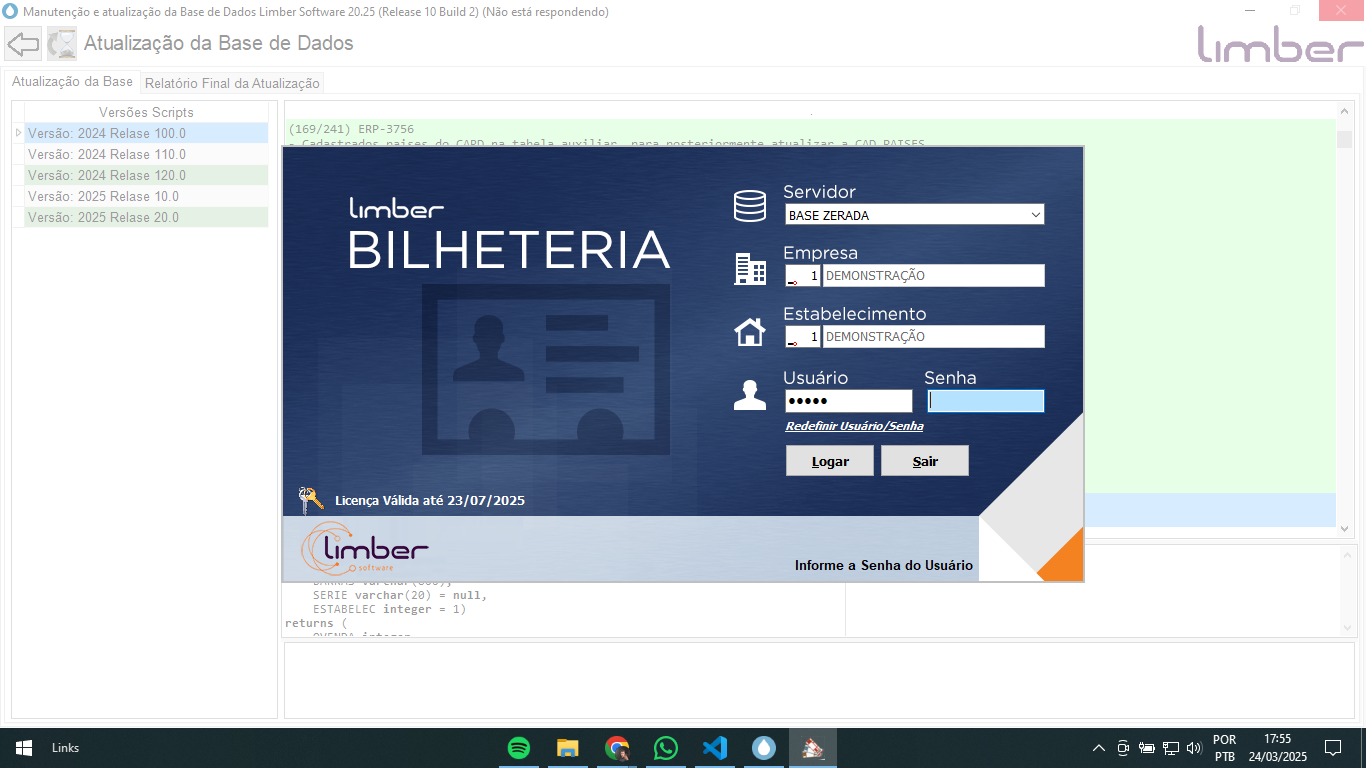 Manutenção e atualização da Base de Dados Limber Software 20.25 (Release 10 Build 2) (Não está respondendo)
Atualização da Base de Dados
limber
Atualização da Base
Relatório Final da Atualização
Versões Scripts
Versão: 2024 Relase 100.0
Versão: 2024 Relase 110.0
Versão: 2024 Relase 120.0
Versão: 2025 Relase 10.0
Versão: 2025 Relase 20.0
(169/241) ERP-3756
- Cadastrados paises do CARD na tabela auxiliar, para posteriormente atualizar a CAD_PAISES
limber
BILHETERIA
Servidor
BASE ZERADA
Empresa
1 DEMONSTRAÇÃO
Estabelecimento
1 DEMONSTRAÇÃO
Usuário
Senha
•••••
Redefinir Usuário/Senha
Logar
Sair
Licença Válida até 23/07/2025
limber
software
Informe a Senha do Usuário
SERIE varchar(20) = null,
ESTABELEC integer = 1)
returns (
OVENDA integer
Links
POR
PTB
17:55
24/03/2025